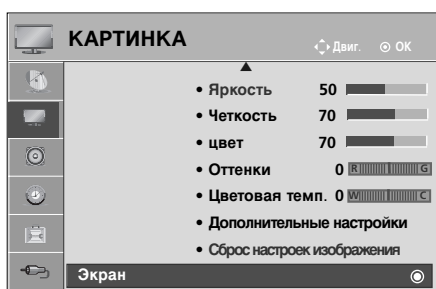 КАРТИНКА Двиг. OK
• Яркость 50
• Четкость 70
• цвет 70
• Оттенки 0 R G
• Цветовая темп. 0 W C
• Дополнительные настройки
• Сброс настроек изображения
Экран